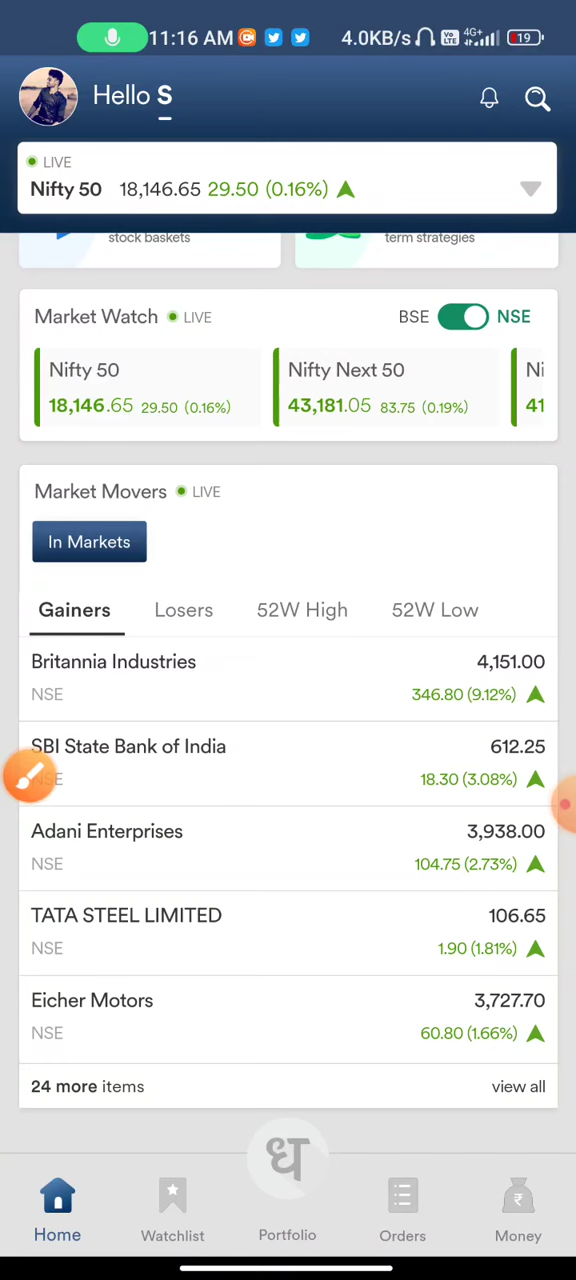 11:16 AM 4.0KB/s Vo LTE 4G+ 19
Hello S
LIVE
Nifty 50 18,146.65 29.50 (0.16%)
stock baskets term strategies
Market Watch LIVE BSE NSE
Nifty 50 Nifty Next 50 Ni
18,146.65 29.50 (0.16%) 43,181.05 83.75 (0.19%) 41
Market Movers LIVE
In Markets
Gainers Losers 52W High 52W Low
Britannia Industries 4,151.00
NSE 346.80 (9.12%)
SBI State Bank of India 612.25
NSE 18.30 (3.08%)
Adani Enterprises 3,938.00
NSE 104.75 (2.73%)
TATA STEEL LIMITED 106.65
NSE 1.90 (1.81%)
Eicher Motors 3,727.70
NSE 60.80 (1.66%)
24 more items view all
ध
Home Watchlist Portfolio Orders Money